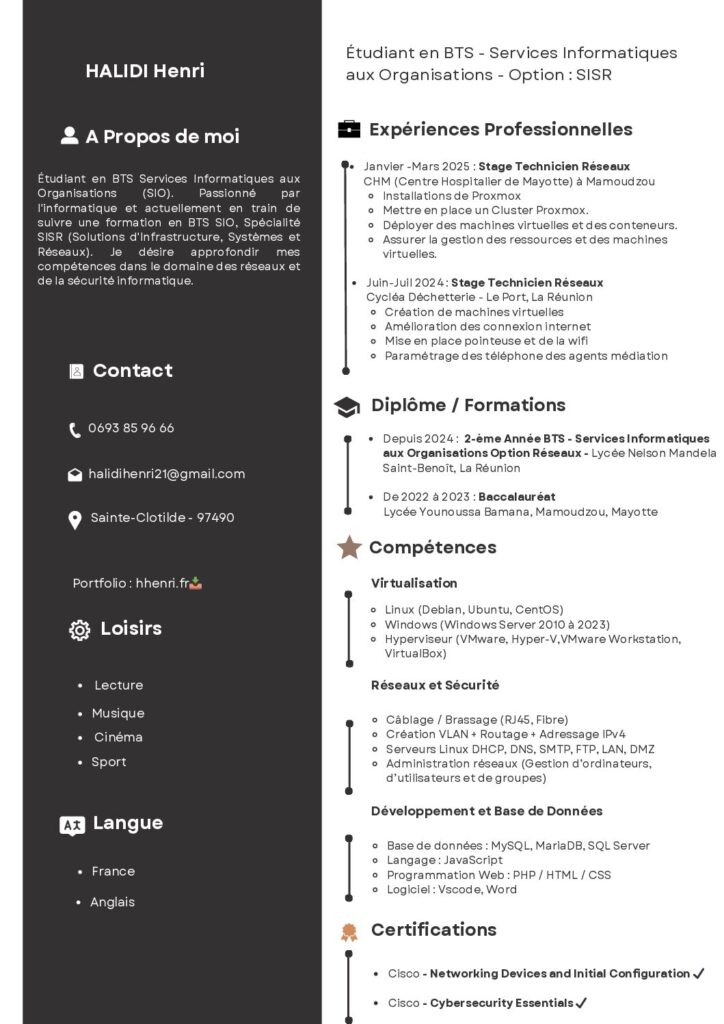 HALIDI Henri
A Propos de moi
Étudiant en BTS Services Informatiques aux
Organisations (SIO). Passionné par
l'informatique et actuellement en train de
suivre une formation en BTS SIO, Spécialité
SISR (Solutions d'Infrastructure, Systèmes et
Réseaux). Je désire approfondir mes
compétences dans le domaine des réseaux et
de la sécurité informatique.
Contact
0693 85 96 66
halidihenri21@gmail.com
Sainte-Clotilde - 97490
Portfolio : hhenri.fr
Loisirs
Lecture
Musique
Cinéma
Sport
Langue
France
Anglais
Étudiant en BTS - Services Informatiques
aux Organisations - Option : SISR
Expériences Professionnelles
Janvier -Mars 2025 : Stage Technicien Réseaux
CHM (Centre Hospitalier de Mayotte) à Mamoudzou
Installations de Proxmox
Mettre en place un Cluster Proxmox.
Déployer des machines virtuelles et des conteneurs.
Assurer la gestion des ressources et des machines
virtuelles.
Juin-Juil 2024 : Stage Technicien Réseaux
Cycléa Déchetterie - Le Port, La Réunion
Création de machines virtuelles
Amélioration des connexion internet
Mise en place pointeuse et de la wifi
Paramétrage des téléphone des agents médiation
Diplôme / Formations
Depuis 2024 : 2-ème Année BTS - Services Informatiques
aux Organisations Option Réseaux - Lycée Nelson Mandela
Saint-Benoît, La Réunion
De 2022 à 2023 : Baccalauréat
Lycée Younoussa Bamana, Mamoudzou, Mayotte
Compétences
Virtualisation
Linux (Debian, Ubuntu, CentOS)
Windows (Windows Server 2010 à 2023)
Hyperviseur (VMware, Hyper-V,VMware Workstation,
VirtualBox)
Réseaux et Sécurité
Câblage / Brassage (RJ45, Fibre)
Création VLAN + Routage + Adressage IPv4
Serveurs Linux DHCP, DNS, SMTP, FTP, LAN, DMZ
Administration réseaux (Gestion d'ordinateurs,
d'utilisateurs et de groupes)
Développement et Base de Données
Base de données : MySQL, MariaDB, SQL Server
Langage : JavaScript
Programmation Web : PHP / HTML / CSS
Logiciel : Vscode, Word
Certifications
Cisco - Networking Devices and Initial Configuration ✓
Cisco - Cybersecurity Essentials ✓